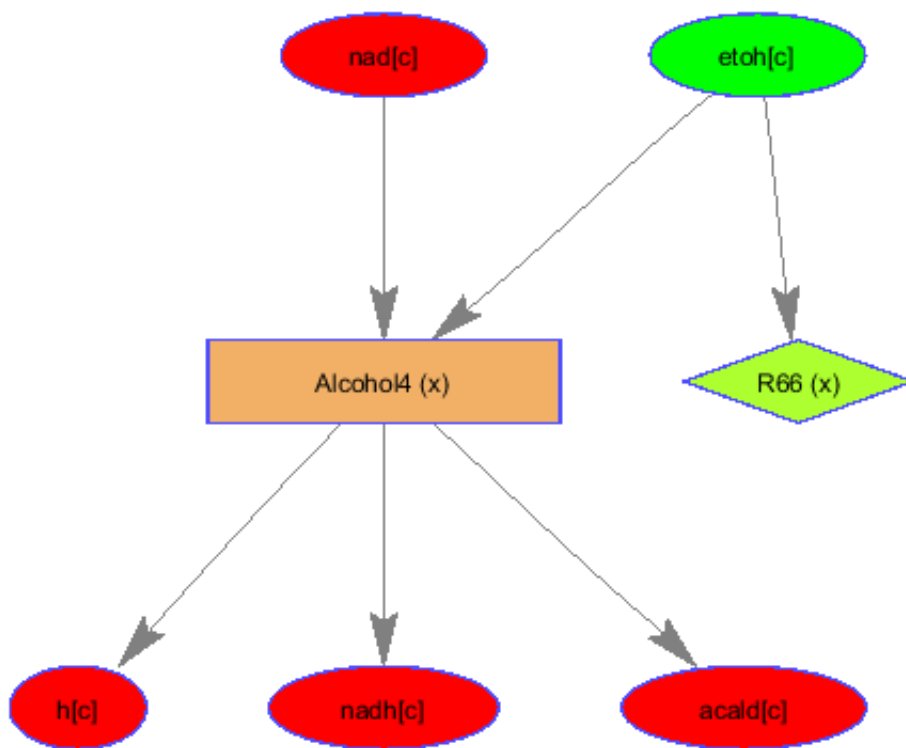 nad[c]
etoh[c]
Alcohol4 (x)
R66 (x)
h[c]
nadh[c]
acald[c]